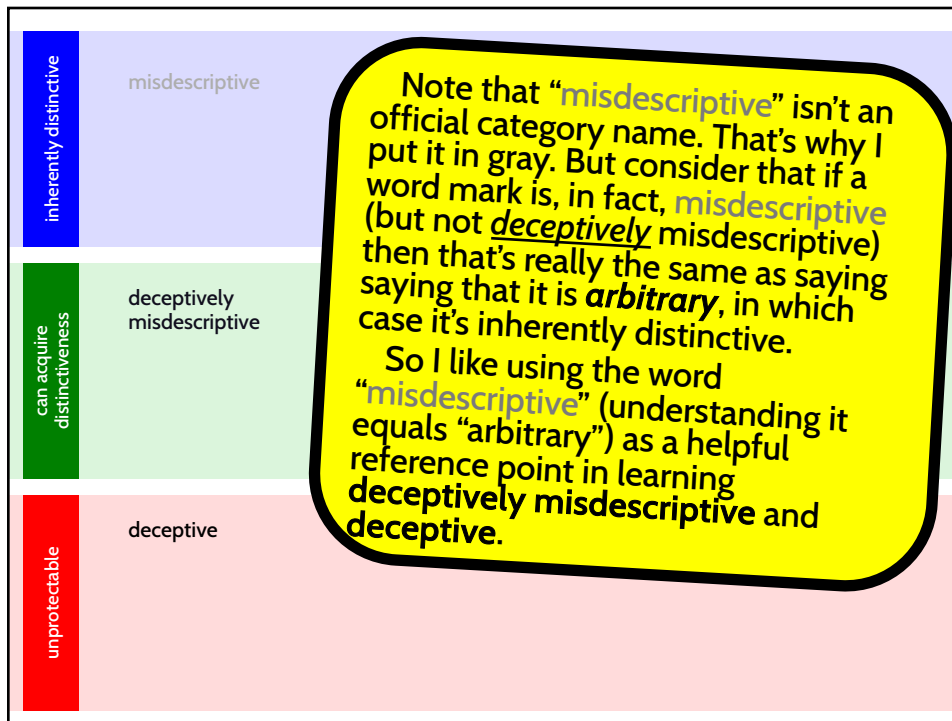 inherently distinctive
misdescriptive
can acquire
distinctiveness
deceptively
misdescriptive
unprotectable
deceptive
Note that “misdescriptive” isn’t an
official category name. That’s why I
put it in gray. But consider that if a
word mark is, in fact, misdescriptive
(but not deceptively misdescriptive)
then that’s really the same as saying
saying that it is arbitrary, in which
case it’s inherently distinctive.
So I like using the word
“misdescriptive” (understanding it
equals “arbitrary”) as a helpful
reference point in learning
deceptively misdescriptive and
deceptive.